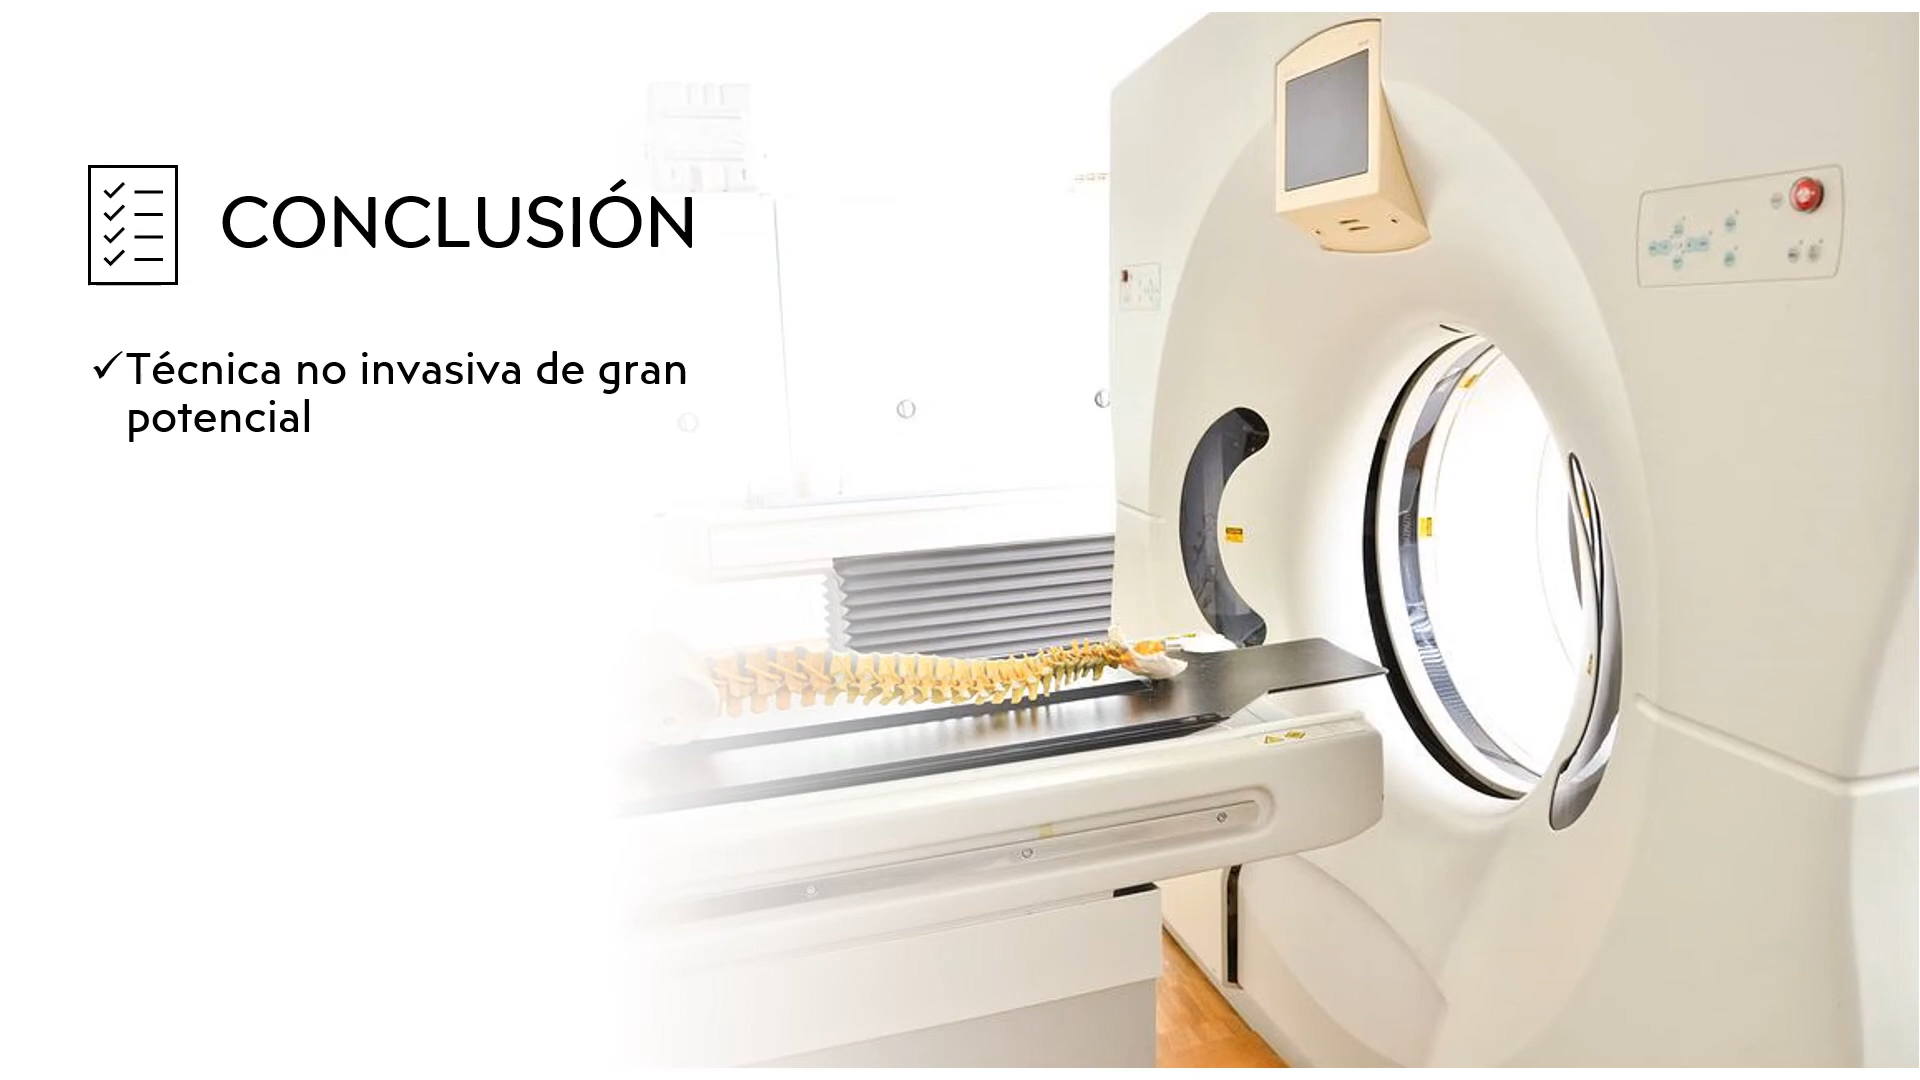 CONCLUSIÓN
✓Técnica no invasiva de gran
potencial